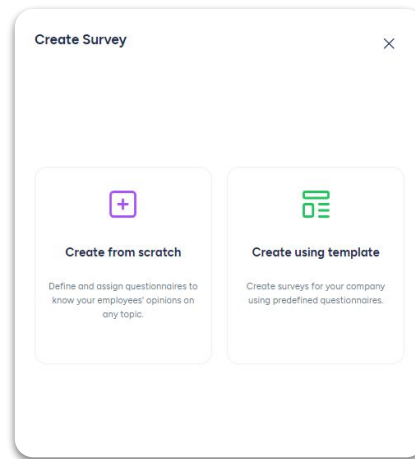 Create Survey
Create from scratch
Define and assign questionnaires to
know your employees' opinions on
any topic.
Create using template
Create surveys for your company
using predefined questionnaires.